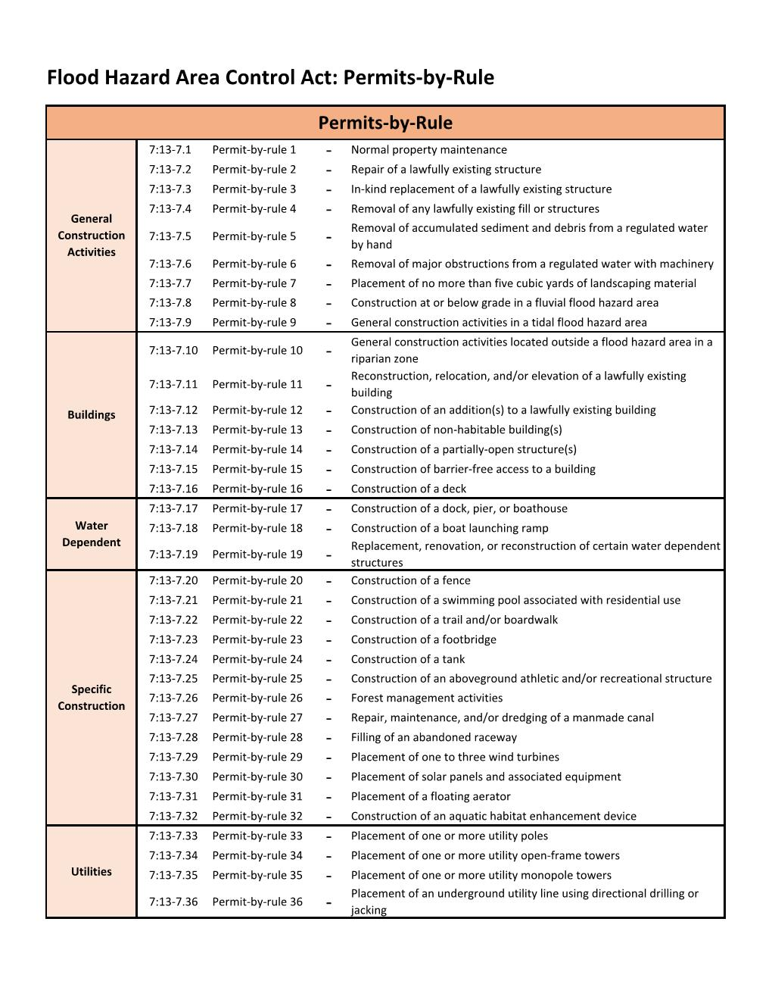 Flood Hazard Area Control Act: Permits-by-Rule
Permits-by-Rule
General
Construction
Activities
7:13-7.1 Permit-by-rule 1 - Normal property maintenance
7:13-7.2 Permit-by-rule 2 - Repair of a lawfully existing structure
7:13-7.3 Permit-by-rule 3 - In-kind replacement of a lawfully existing structure
7:13-7.4 Permit-by-rule 4 - Removal of any lawfully existing fill or structures
7:13-7.5 Permit-by-rule 5 - Removal of accumulated sediment and debris from a regulated water
by hand
7:13-7.6 Permit-by-rule 6 - Removal of major obstructions from a regulated water with machinery
7:13-7.7 Permit-by-rule 7 - Placement of no more than five cubic yards of landscaping material
7:13-7.8 Permit-by-rule 8 - Construction at or below grade in a fluvial flood hazard area
7:13-7.9 Permit-by-rule 9 - General construction activities in a tidal flood hazard area
Buildings
7:13-7.10 Permit-by-rule 10 - General construction activities located outside a flood hazard area in a
riparian zone
7:13-7.11 Permit-by-rule 11 - Reconstruction, relocation, and/or elevation of a lawfully existing
building
7:13-7.12 Permit-by-rule 12 - Construction of an addition(s) to a lawfully existing building
7:13-7.13 Permit-by-rule 13 - Construction of non-habitable building(s)
7:13-7.14 Permit-by-rule 14 - Construction of a partially-open structure(s)
7:13-7.15 Permit-by-rule 15 - Construction of barrier-free access to a building
7:13-7.16 Permit-by-rule 16 - Construction of a deck
Water
Dependent
7:13-7.17 Permit-by-rule 17 - Construction of a dock, pier, or boathouse
7:13-7.18 Permit-by-rule 18 - Construction of a boat launching ramp
7:13-7.19 Permit-by-rule 19 - Replacement, renovation, or reconstruction of certain water dependent
structures
Specific
Construction
7:13-7.20 Permit-by-rule 20 - Construction of a fence
7:13-7.21 Permit-by-rule 21 - Construction of a swimming pool associated with residential use
7:13-7.22 Permit-by-rule 22 - Construction of a trail and/or boardwalk
7:13-7.23 Permit-by-rule 23 - Construction of a footbridge
7:13-7.24 Permit-by-rule 24 - Construction of a tank
7:13-7.25 Permit-by-rule 25 - Construction of an aboveground athletic and/or recreational structure
7:13-7.26 Permit-by-rule 26 - Forest management activities
7:13-7.27 Permit-by-rule 27 - Repair, maintenance, and/or dredging of a manmade canal
7:13-7.28 Permit-by-rule 28 - Filling of an abandoned raceway
7:13-7.29 Permit-by-rule 29 - Placement of one to three wind turbines
7:13-7.30 Permit-by-rule 30 - Placement of solar panels and associated equipment
7:13-7.31 Permit-by-rule 31 - Placement of a floating aerator
7:13-7.32 Permit-by-rule 32 - Construction of an aquatic habitat enhancement device
Utilities
7:13-7.33 Permit-by-rule 33 - Placement of one or more utility poles
7:13-7.34 Permit-by-rule 34 - Placement of one or more utility open-frame towers
7:13-7.35 Permit-by-rule 35 - Placement of one or more utility monopole towers
7:13-7.36 Permit-by-rule 36 - Placement of an underground utility line using directional drilling or
jacking